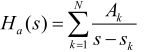 H_a(s) = \sum_{k=1}^{N} \frac{A_k}{s - s_k}